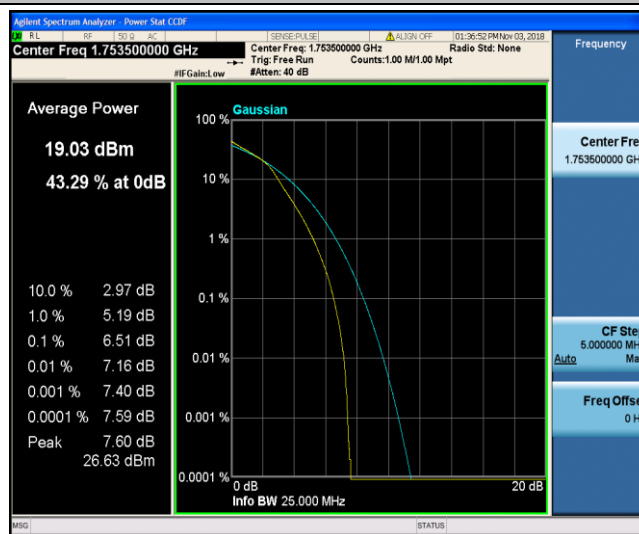 Agilent Spectrum Analyzer - Power Stat CCDF
RL RF 50 Ω AC SENSE:PULSE ALIGN OFF 01:36:52 PM Nov 03, 2018
Center Freq 1.753500000 GHz
Center Freq: 1.753500000 GHz Radio Std: None
Trig: Free Run Counts:1.00 M/1.00 Mpt
#IFGain:Low #Atten: 40 dB
Frequency
Average Power
19.03 dBm
43.29 % at 0dB
10.0 % 2.97 dB
1.0 % 5.19 dB
0.1 % 6.51 dB
0.01 % 7.16 dB
0.001 % 7.40 dB
0.0001 % 7.59 dB
Peak 7.60 dB
26.63 dBm
Gaussian
100 %
10 %
1 %
0.1 %
0.01 %
0.001 %
0.0001 %
0 dB 20 dB
Info BW 25.000 MHz
Center Fre
1.753500000 GH
CF Ste
5.000000 MH
Auto Ma
Freq Offse
0 H
MSG STATUS